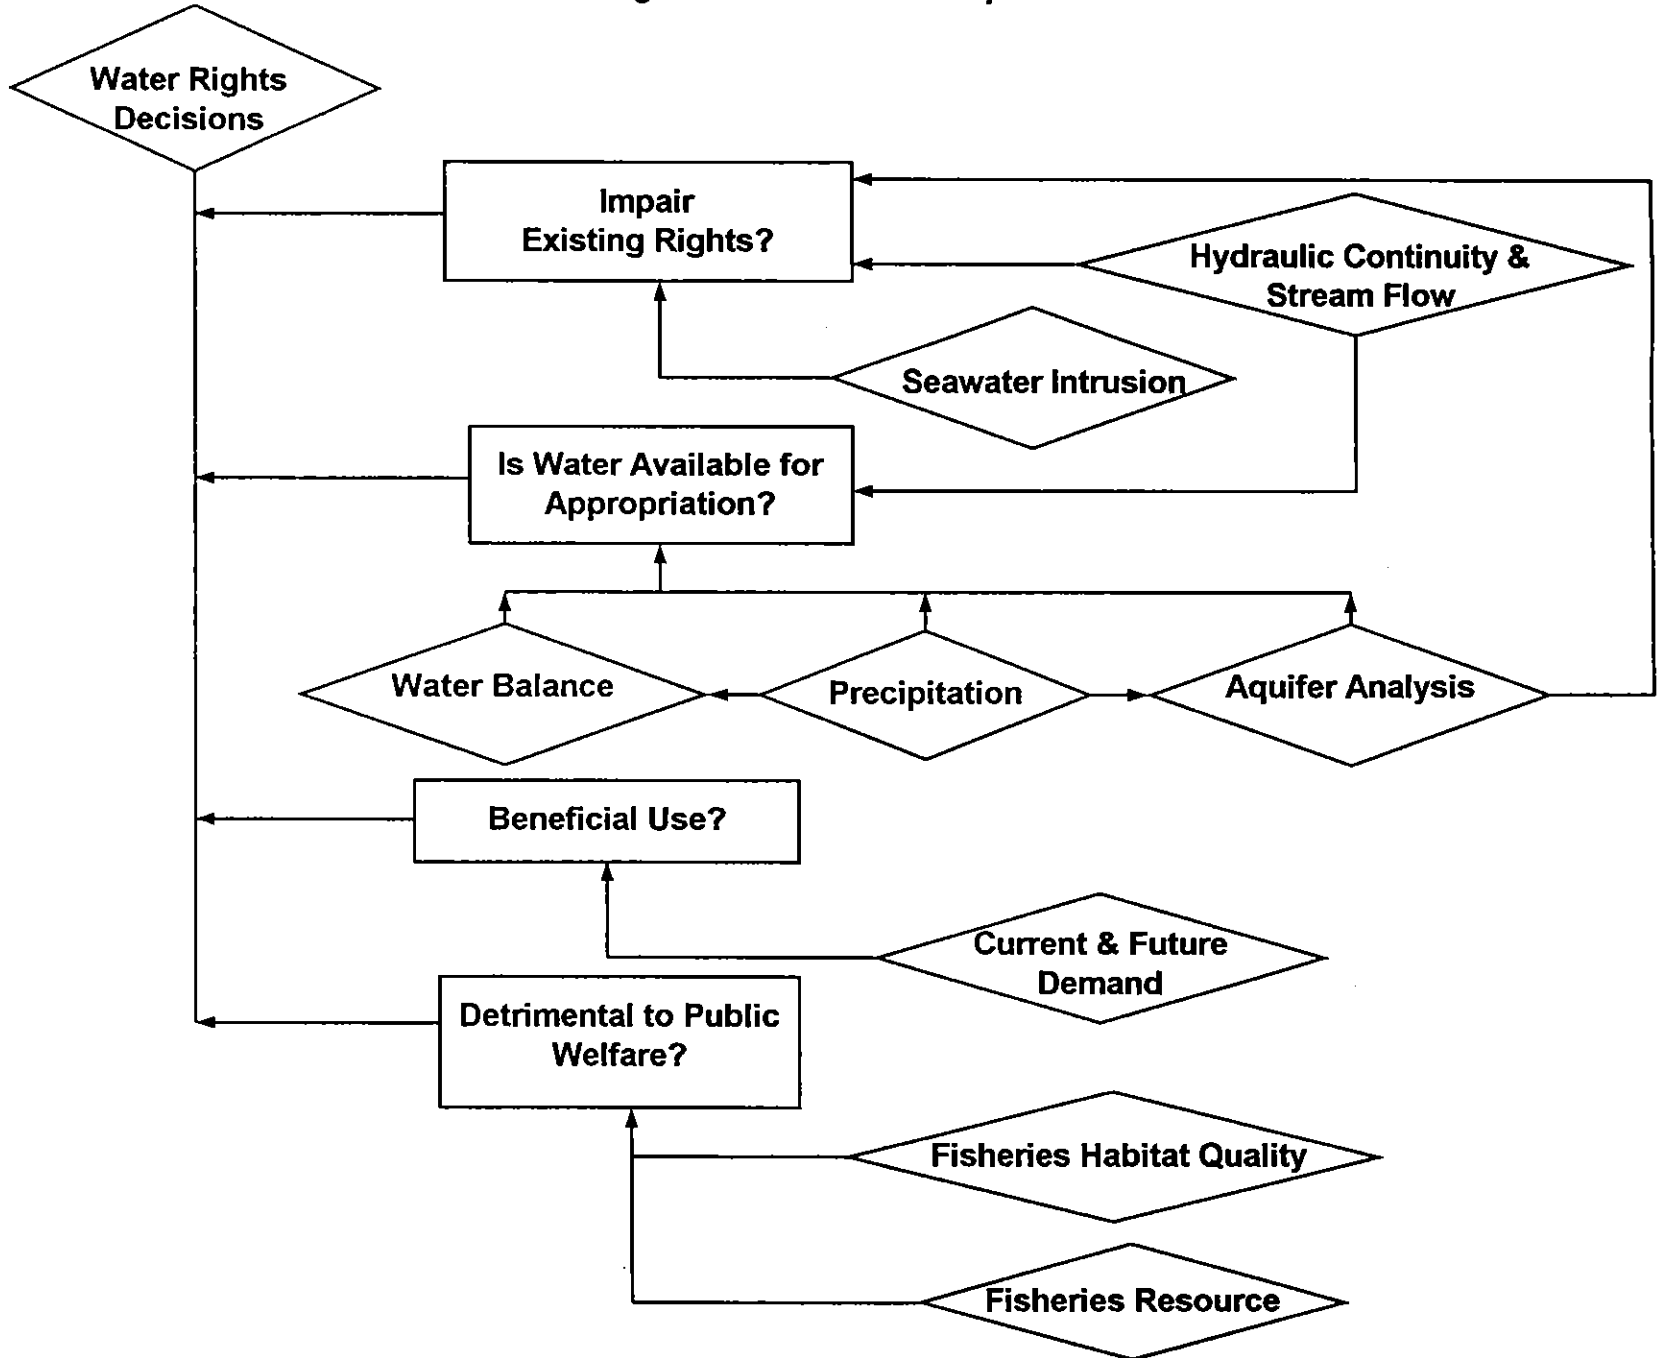 Water Rights
Decisions
Impair
Existing Rights?
Hydraulic Continuity &
Stream Flow
Seawater Intrusion
Is Water Available for
Appropriation?
Water Balance
Precipitation
Aquifer Analysis
Beneficial Use?
Current & Future
Demand
Detrimental to Public
Welfare?
Fisheries Habitat Quality
Fisheries Resource